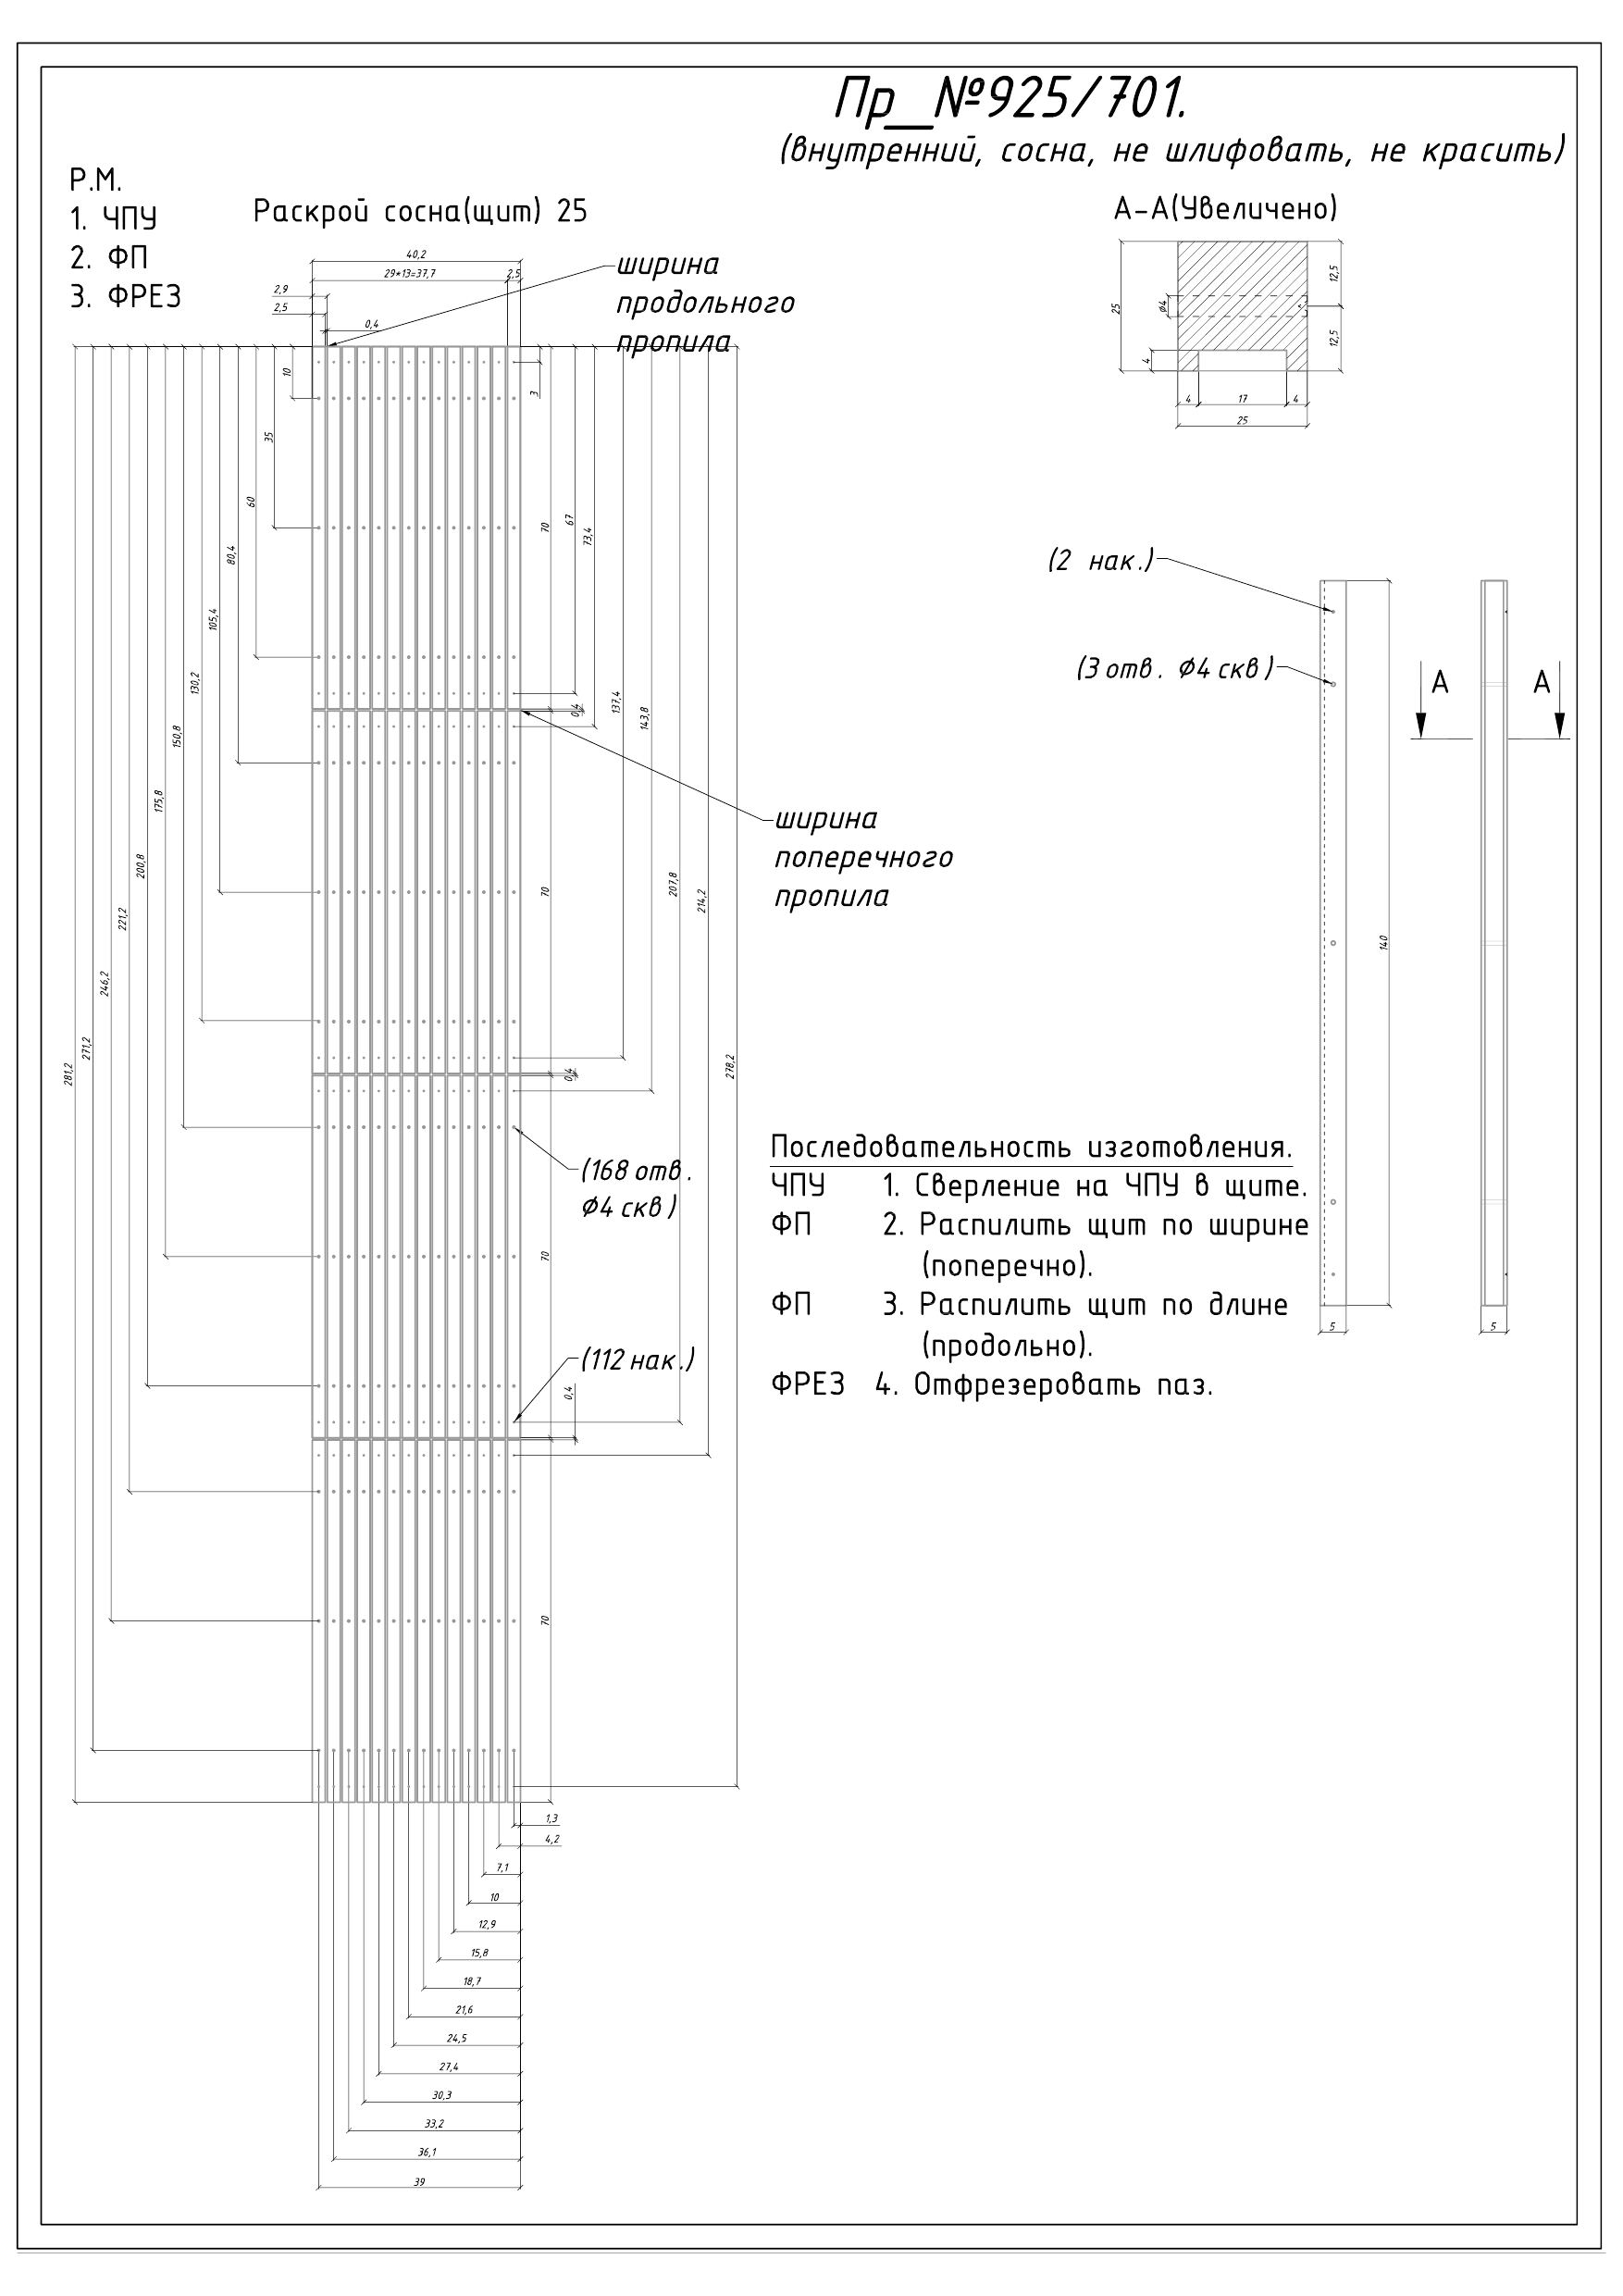 Пр_№925/701.
(внутренний, сосна, не шлифовать, не красить)
Р.М.
1. ЧПУ
2. ФП
3. ФРЕЗ
Раскрой сосна(щит) 25
40,2
29*13=37,7
2,5
2,9
2,5
0,4
ширина
продольного
пропила
10
3
35
60
70
67
73,4
80,4
105,4
130,2
137,4
143,8
0,4
150,8
175,8
200,8
221,2
246,2
271,2
281,2
ширина
поперечного
пропила
70
207,8
214,2
278,2
0,4
(168 отв.
Ø4 скв)
70
(112 нак.)
0,4
70
1,3
4,2
7,1
10
12,9
15,8
18,7
21,6
24,5
27,4
30,3
33,2
36,1
39
А-А(Увеличено)
25
Ø4
12,5
12,5
4
4
17
4
25
(2 нак.)
(3 отв. Ø4 скв)
А
А
140
5
5
Последовательность изготовления.
ЧПУ 1. Сверление на ЧПУ в щите.
ФП 2. Распилить щит по ширине
(поперечно).
ФП 3. Распилить щит по длине
(продольно).
ФРЕЗ 4. Отфрезеровать паз.